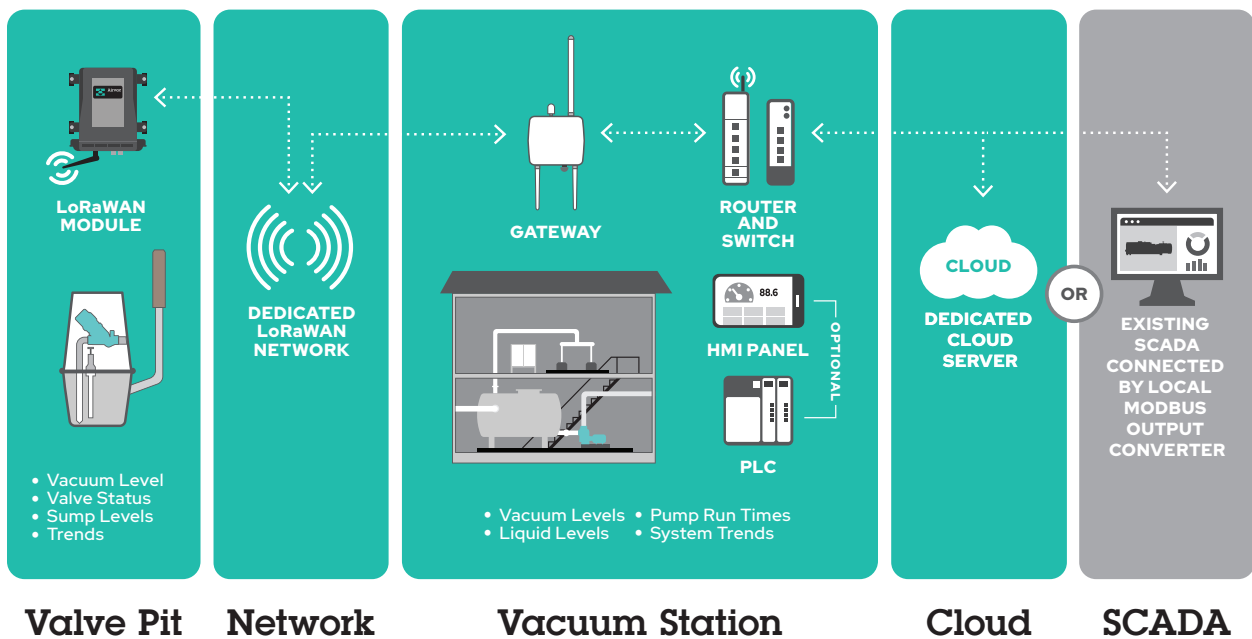 Airvac
LoRaWAN
MODULE
• Vacuum Level
• Valve Status
• Sump Levels
• Trends
Valve Pit
DEDICATED
LoRaWAN
NETWORK
Network
GATEWAY
ROUTER
AND
SWITCH
88.6
HMI PANEL
OPTIONAL
PLC
• Vacuum Levels • Pump Run Times
• Liquid Levels • System Trends
Vacuum Station
CLOUD
DEDICATED
CLOUD
SERVER
Cloud
OR
EXISTING
SCADA
CONNECTED
BY LOCAL
MODBUS
OUTPUT
CONVERTER
SCADA